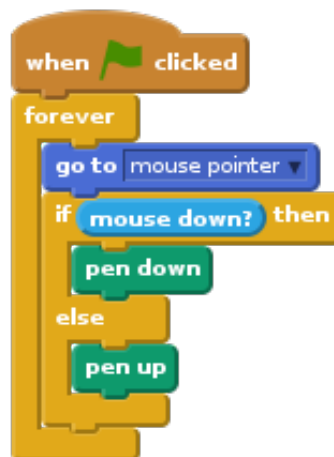 when clicked
forever
go to mouse pointer
if mouse down? then
pen down
else
pen up